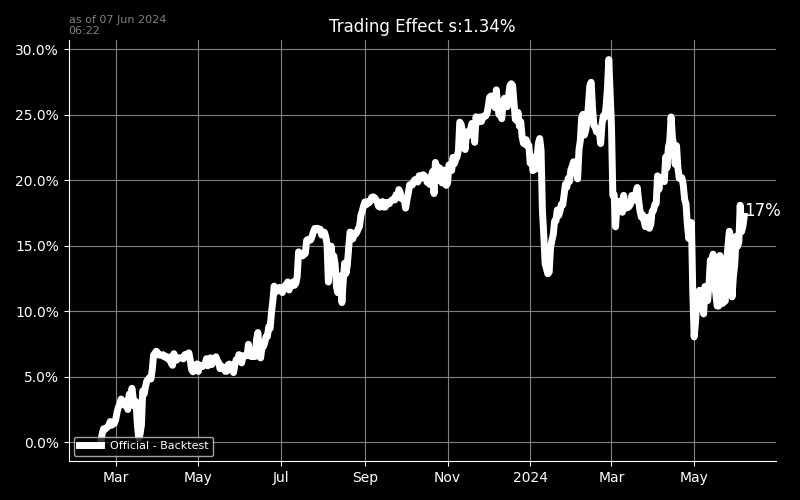 as of 07 Jun 2024
06:22
Trading Effect s:1.34%
30.0%
25.0%
20.0%
15.0%
10.0%
5.0%
0.0%
17%
Official - Backtest
Mar
May
Jul
Sep
Nov
2024
Mar
May